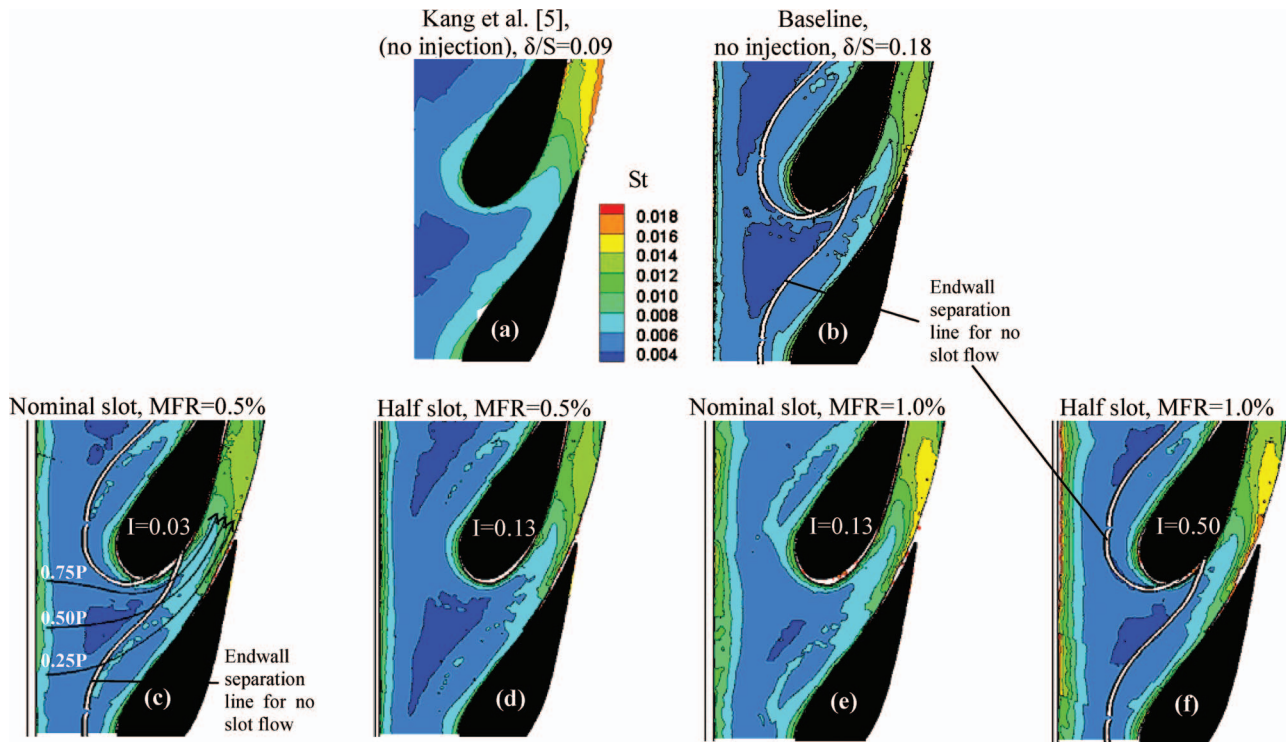 Kang et al. [5],
(no injection), δ/S=0.09
Baseline,
no injection, δ/S=0.18
St
0.018
0.016
0.014
0.012
0.010
0.008
0.006
0.004
(a)
(b)
Endwall
separation
line for no
slot flow
Nominal slot, MFR=0.5%
Half slot, MFR=0.5%
Nominal slot, MFR=1.0%
Half slot, MFR=1.0%
I=0.03
I=0.13
I=0.13
I=0.50
0.75P
0.50P
0.25P
Endwall
separation
line for no
slot flow
(c)
(d)
(e)
(f)